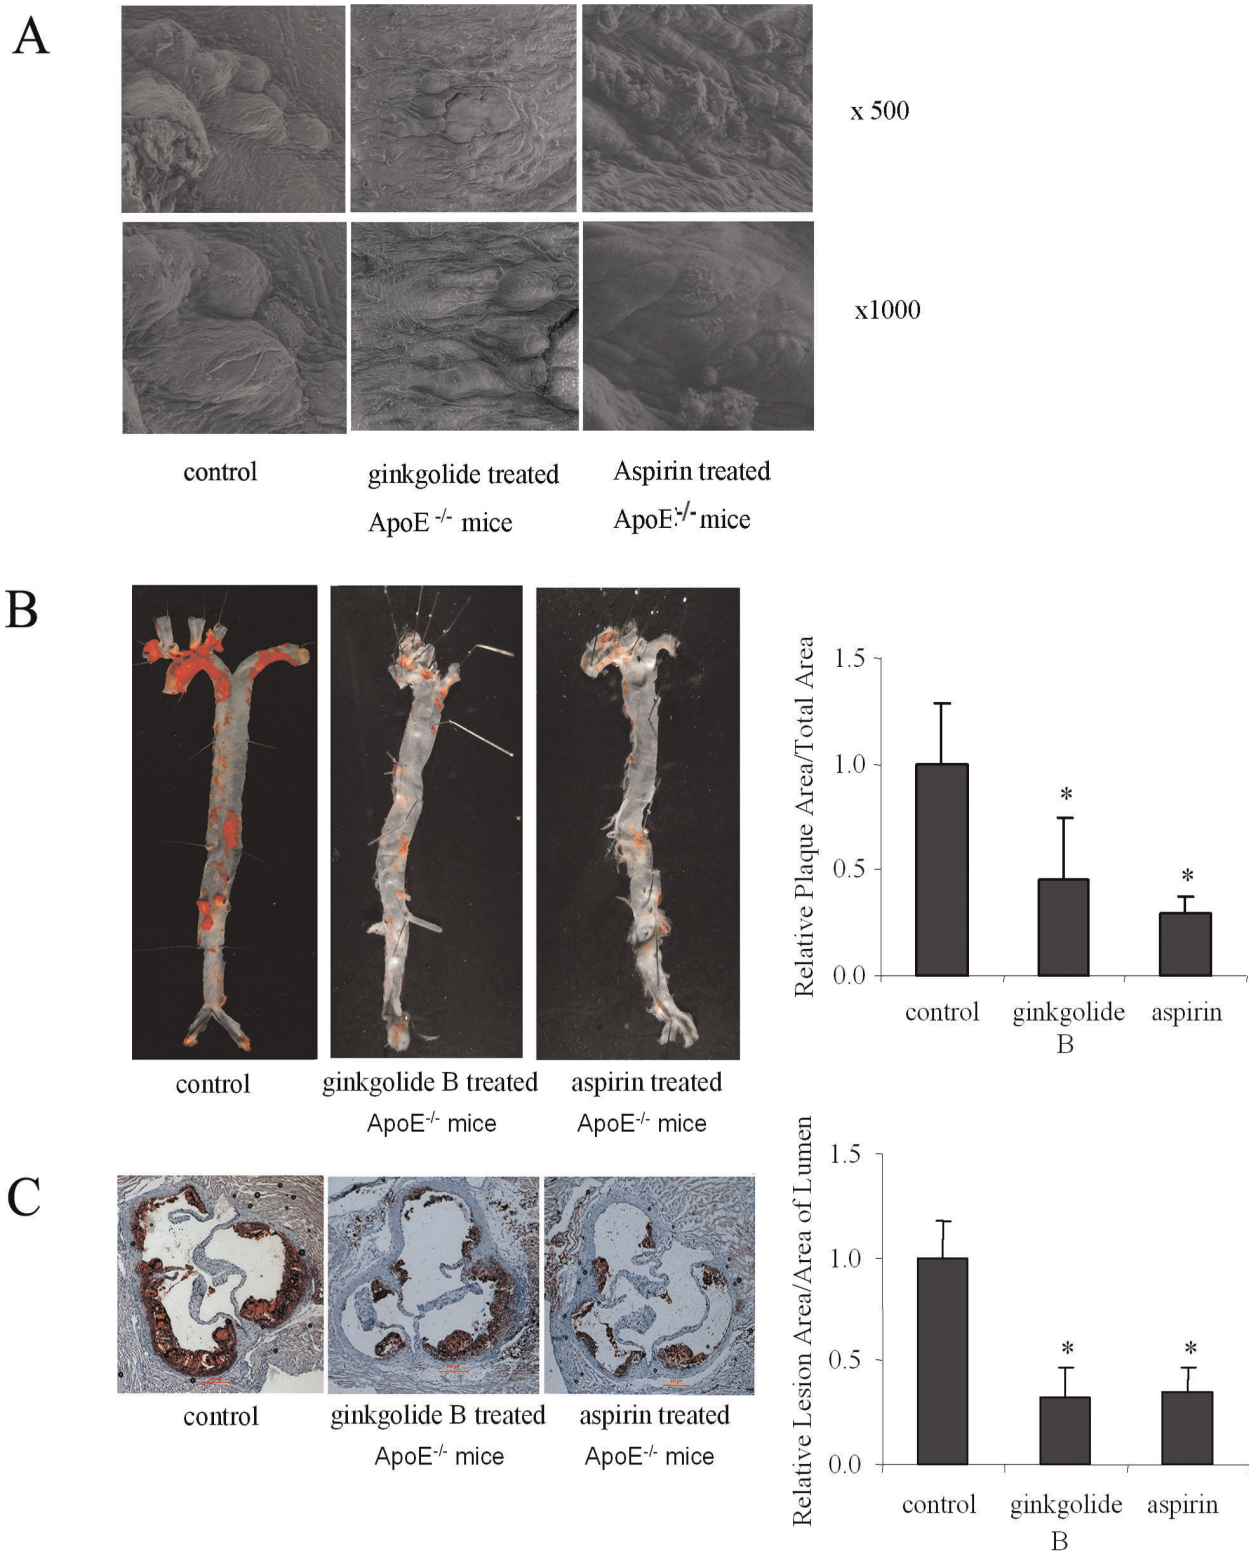 A
x 500
x1000
control
ginkgolide treated
ApoE -/- mice
Aspirin treated
ApoE-/- mice
B
control
ginkgolide B treated
ApoE-/- mice
aspirin treated
ApoE-/- mice
Relative Plaque Area/Total Area
1.5
1.0
0.5
0.0
*
*
control
ginkgolide
B
aspirin
C
control
ginkgolide B treated
ApoE-/- mice
aspirin treated
ApoE-/- mice
Relative Lesion Area/Area of Lumen
1.5
1.0
0.5
0.0
*
*
control
ginkgolide
B
aspirin